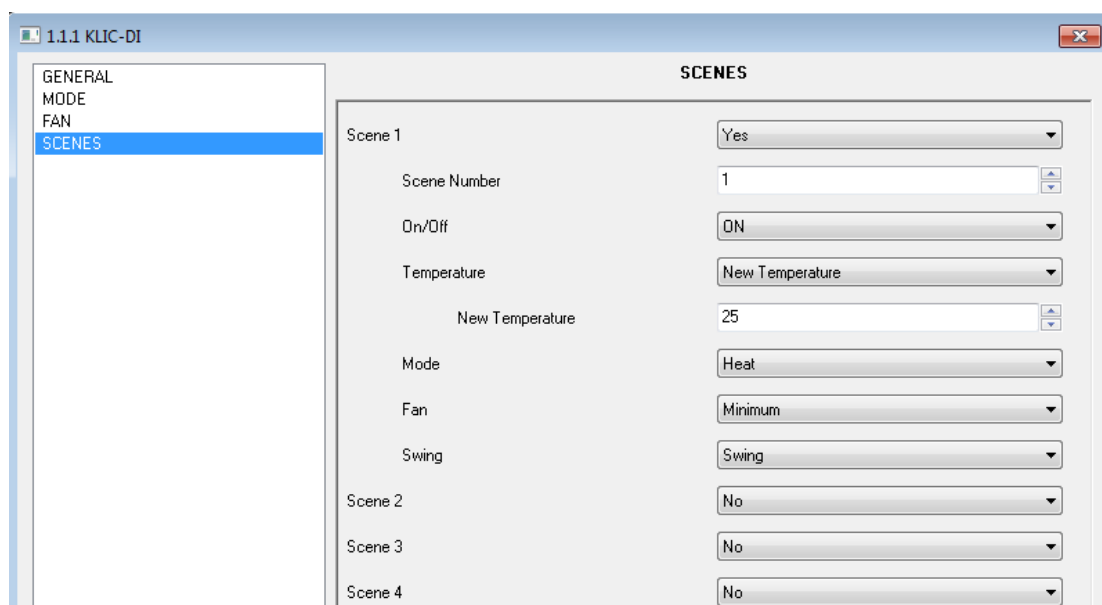 1.1.1 KLIC-DI
GENERAL
MODE
FAN
SCENES
SCENES
Scene 1 Yes
Scene Number 1
On/Off ON
Temperature New Temperature
New Temperature 25
Mode Heat
Fan Minimum
Swing Swing
Scene 2 No
Scene 3 No
Scene 4 No